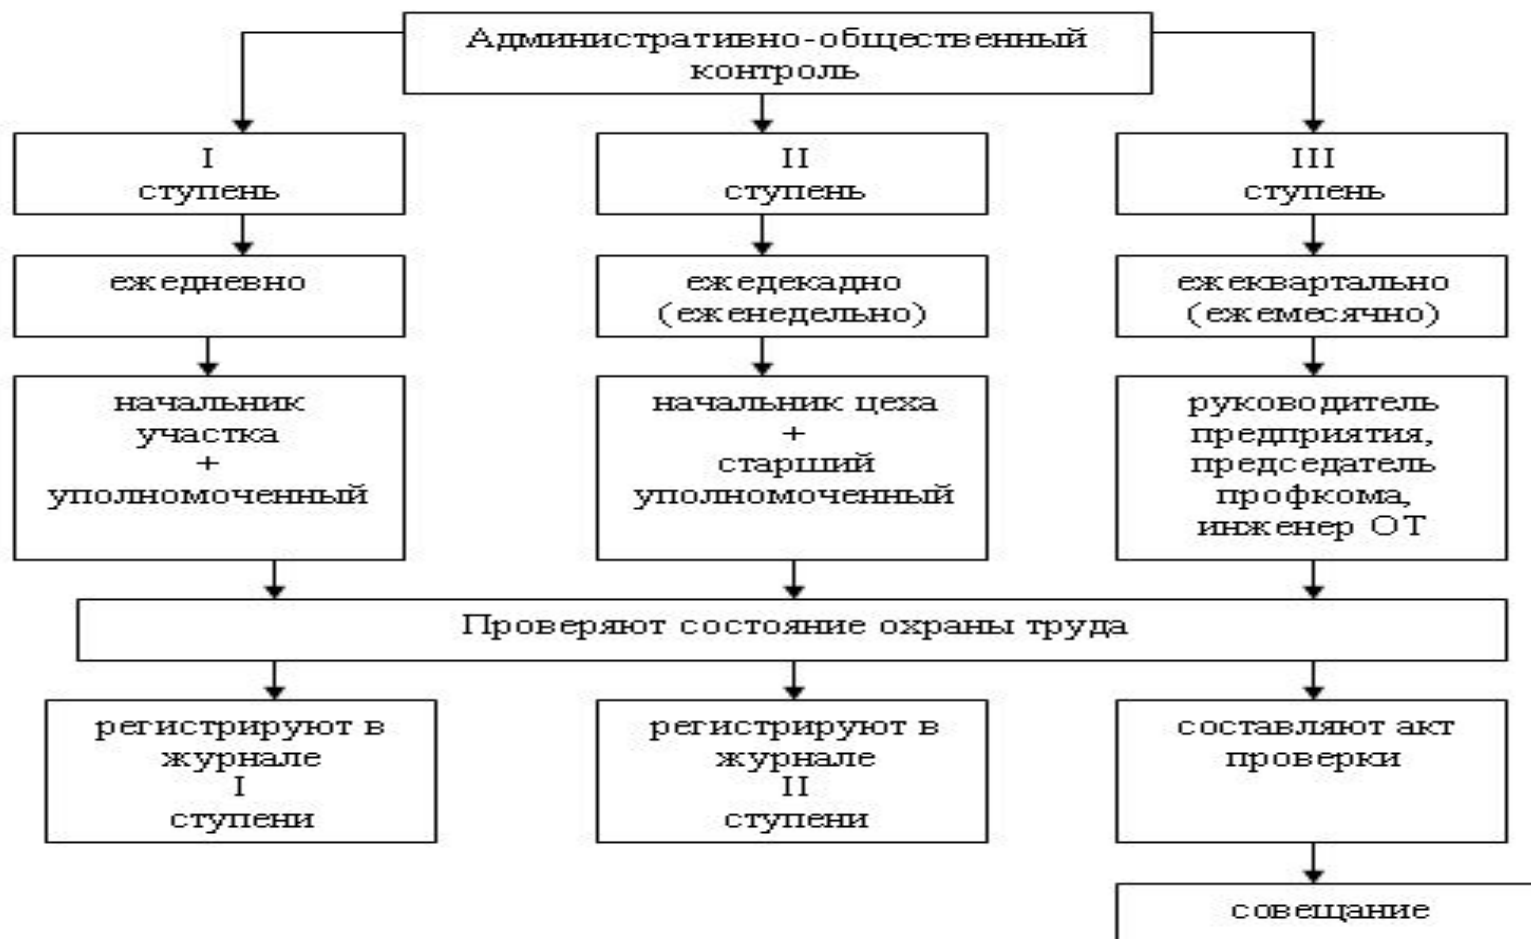 Административно-общественный
контроль
I
ступень
II
ступень
III
ступень
ежедневно
ежедекадно
(еженедельно)
ежеквартально
(ежемесячно)
начальник
участка
+
уполномоченный
начальник цеха
+
старший
уполномоченный
руководитель
предприятия,
председатель
профкома,
инженер ОТ
Проверяют состояние охраны труда
регистрируют в
журнале
I
ступени
регистрируют в
журнале
II
ступени
составляют акт
проверки
совещание